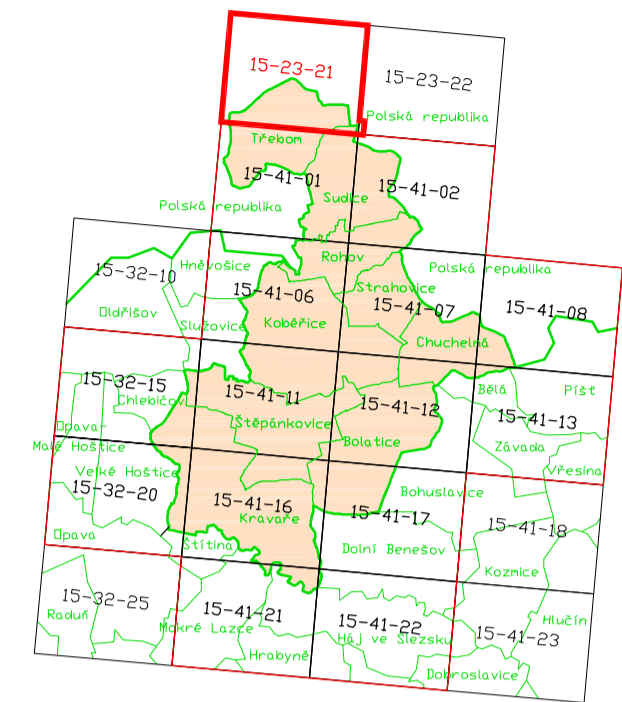 15-23-21
15-23-22
Polská republika
Třebom
15-41-01
15-41-02
Sudice
Polská republika
Rohov
Hněvošice
Polská republika
15-32-10
Strahovice
15-41-06
15-41-07
15-41-08
Oldřišov
Služovice
Kobeřice
Chuchelná
15-32-15
15-41-11
Bělá
Píšť
Chlebičov
15-41-12
15-41-13
Štěpánkovice
Opava-
Malé Hoštice
Bolatice
Závada
Velké Hoštice
Vřesina
15-32-20
15-41-16
Bohuslavice
Kravaře
15-41-17
15-41-18
Opava
Štítina
Dolní Benešov
Kozmice
15-32-25
15-41-21
Raduň
Mokré Lazce
15-41-22
Háj ve Slezsku
15-41-23
Hlučín
Hrabyně
Dobroslavice